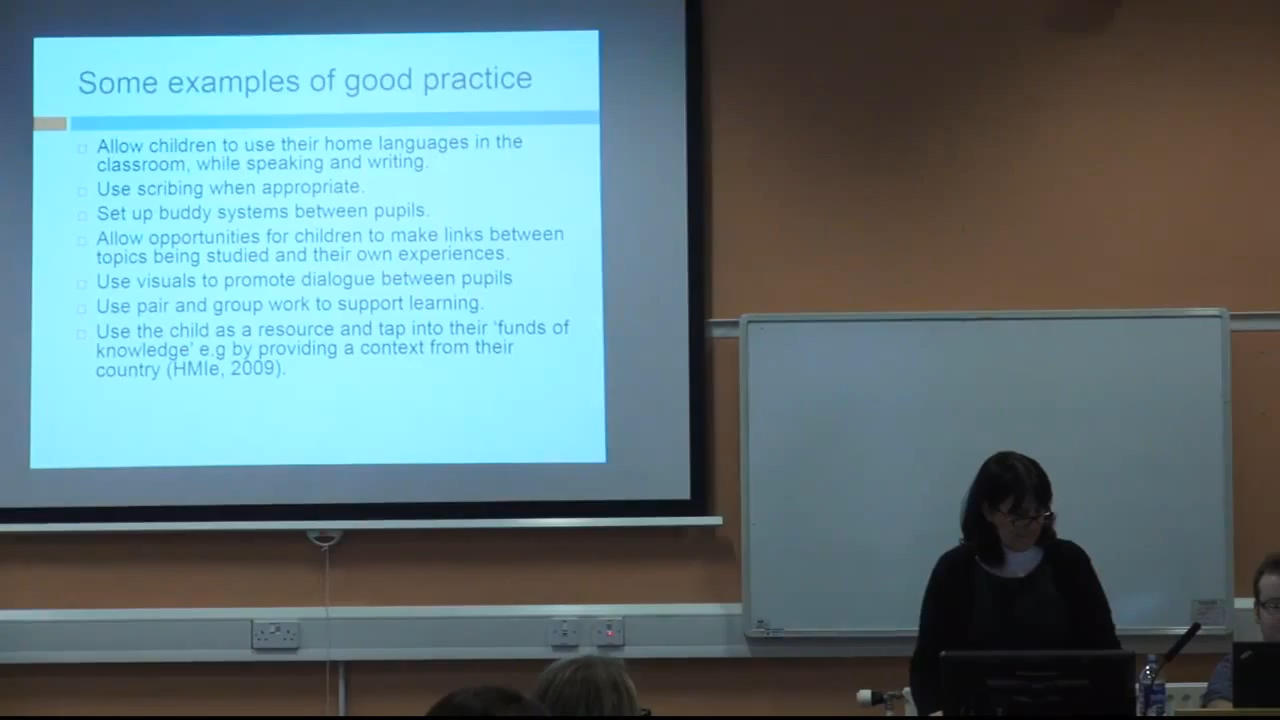 Some examples of good practice
Allow children to use their home languages in the
classroom, while speaking and writing.
Use scribing when appropriate.
Set up buddy systems between pupils.
Allow opportunities for children to make links between
topics being studied and their own experiences.
Use visuals to promote dialogue between pupils
Use pair and group work to support learning.
Use the child as a resource and tap into their 'funds of
knowledge' e.g by providing a context from their
country (HMIe, 2009).